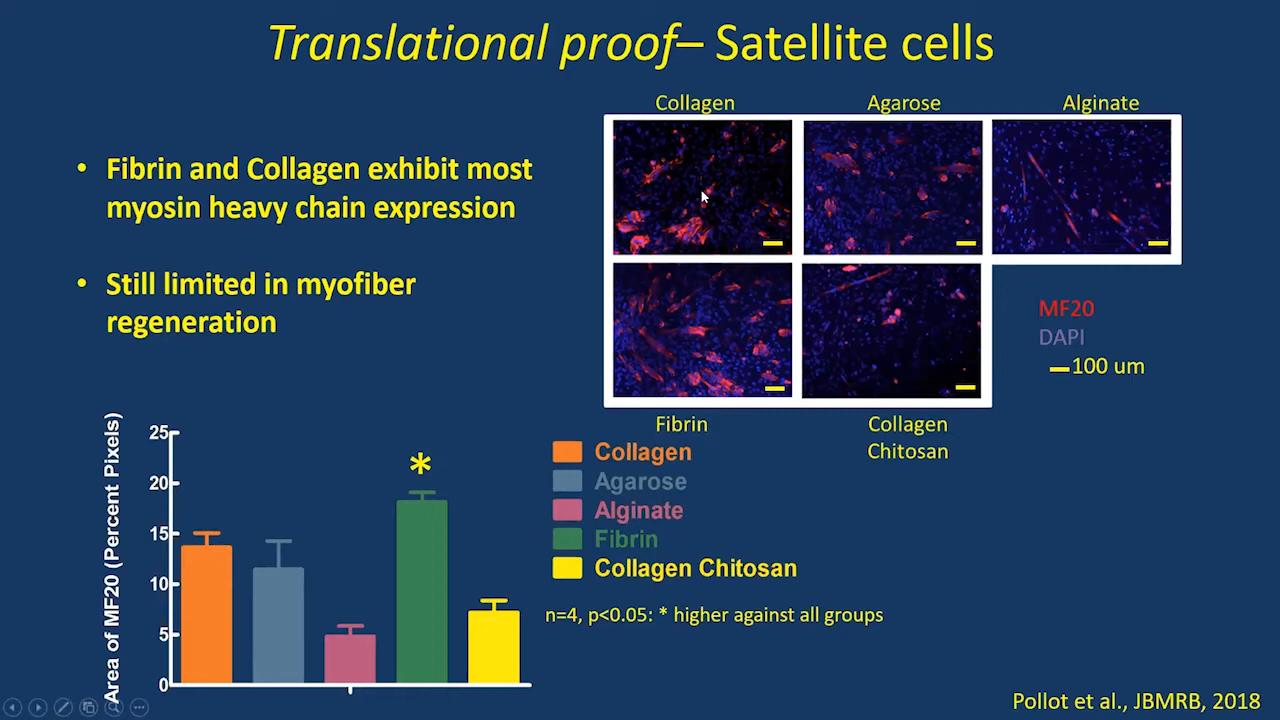 Translational proof– Satellite cells
• Fibrin and Collagen exhibit most
myosin heavy chain expression
• Still limited in myofiber
regeneration
Collagen
Agarose
Alginate
Fibrin
Collagen
Chitosan
MF20
DAPI
100 um
Area of MF20 (Percent Pixels)
25
20
15
10
5
0
*
Collagen
Agarose
Alginate
Fibrin
Collagen Chitosan
n=4, p<0.05: * higher against all groups
Pollot et al., JBMRB, 2018